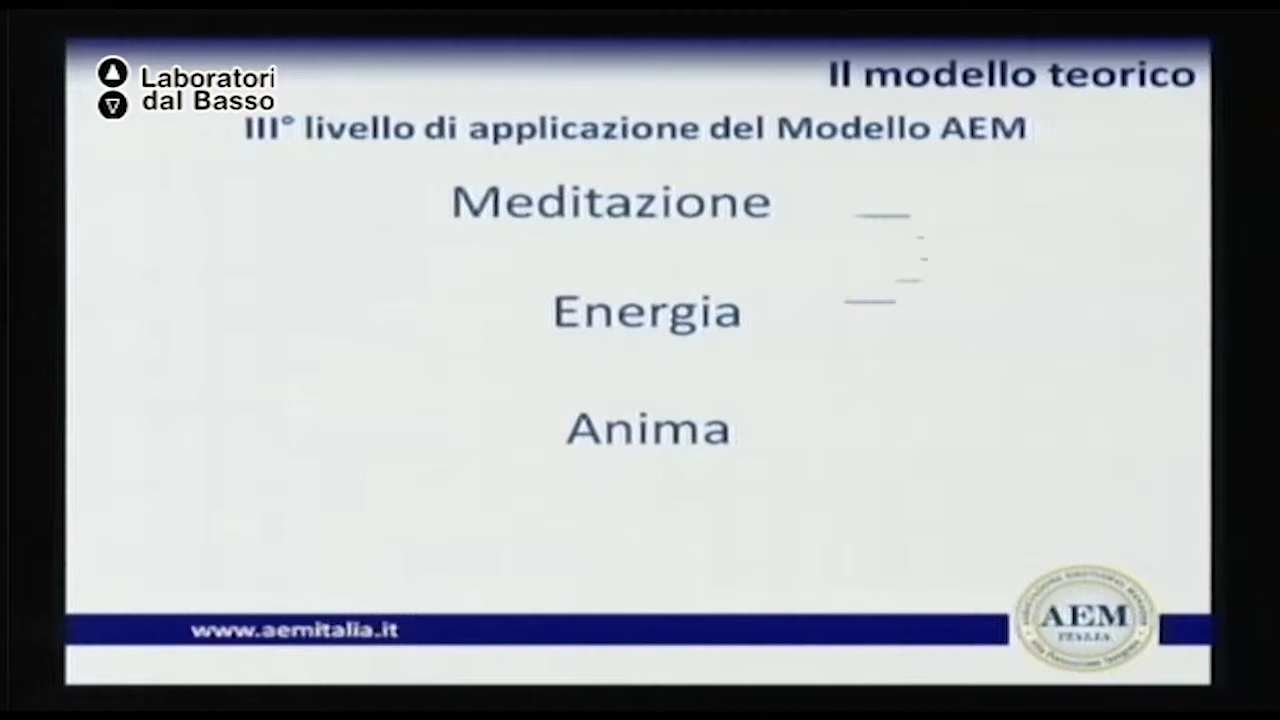 Laboratori
dal Basso
Il modello teorico
III° livello di applicazione del Modello AEM
Meditazione
Energia
Anima
www.aemitalia.it
AEM
ITALIA